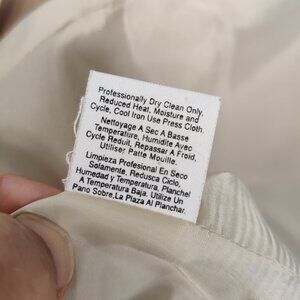 Professionally Dry Clean Only,
Reduced Heat, Moisture and
Cycle, Cool Iron Use Press Cloth.
Nettoyage A Sec A Basse
Temperature, Humidite Avec
Cycle Reduit, Repassar A Froid,
Utiliser Patte Mouille.
Limpieza Profesional En Seco
Salamente. Redusca Ciclo,
Humedad y Temperatura, Planchel
A Temperatura Baja. Utilize Un
Pano Sobre,La Plaza Al Planchar.